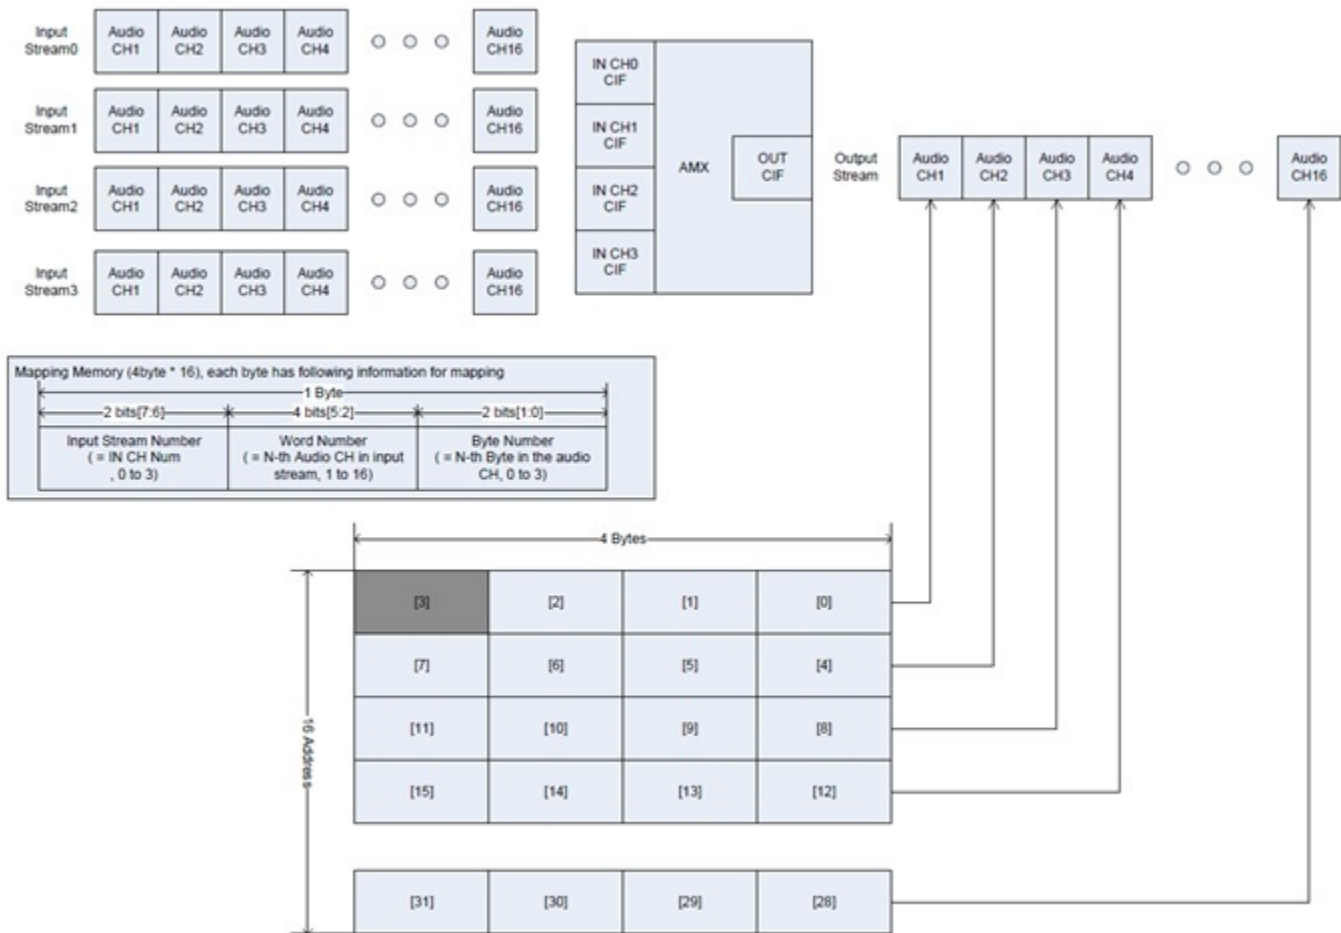 Input
Stream0
Audio
CH1
Audio
CH2
Audio
CH3
Audio
CH4
Audio
CH16
Input
Stream1
Audio
CH1
Audio
CH2
Audio
CH3
Audio
CH4
Audio
CH16
Input
Stream2
Audio
CH1
Audio
CH2
Audio
CH3
Audio
CH4
Audio
CH16
Input
Stream3
Audio
CH1
Audio
CH2
Audio
CH3
Audio
CH4
Audio
CH16
IN CH0
CIF
IN CH1
CIF
IN CH2
CIF
IN CH3
CIF
AMX
OUT
CIF
Output
Stream
Audio
CH1
Audio
CH2
Audio
CH3
Audio
CH4
Audio
CH16
Mapping Memory (4byte * 16), each byte has following information for mapping
1 Byte
2 bits[7:6]
4 bits[5:2]
2 bits[1:0]
Input Stream Number
( = IN CH Num
, 0 to 3)
Word Number
( = N-th Audio CH in input
stream, 1 to 16)
Byte Number
( = N-th Byte in the audio
CH, 0 to 3)
4 Bytes
16 Address
[3]
[2]
[1]
[0]
[7]
[6]
[5]
[4]
[11]
[10]
[9]
[8]
[15]
[14]
[13]
[12]
[31]
[30]
[29]
[28]